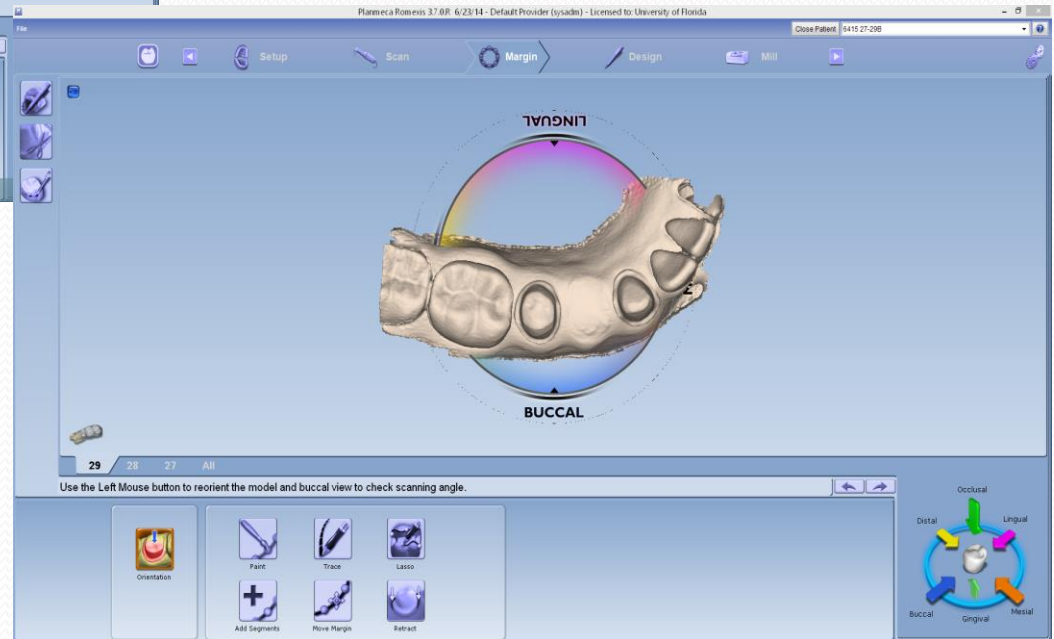 Planmeca Romexis 3.7.0.R 6/23/14 - Default Provider (sysadm) - Licensed to: University of Florida
File
Close Patient 5415 27-29B
Setup
Scan
Margin
Design
Mill
LINGUAL
BUCCAL
29 28 27 All
Use the Left Mouse button to reorient the model and buccal view to check scanning angle.
Orientation
Paint
Trace
Lasso
Add Segments
Move Margin
Retract
Occlusal
Distal
Lingual
Buccal
Gingival
Mesial